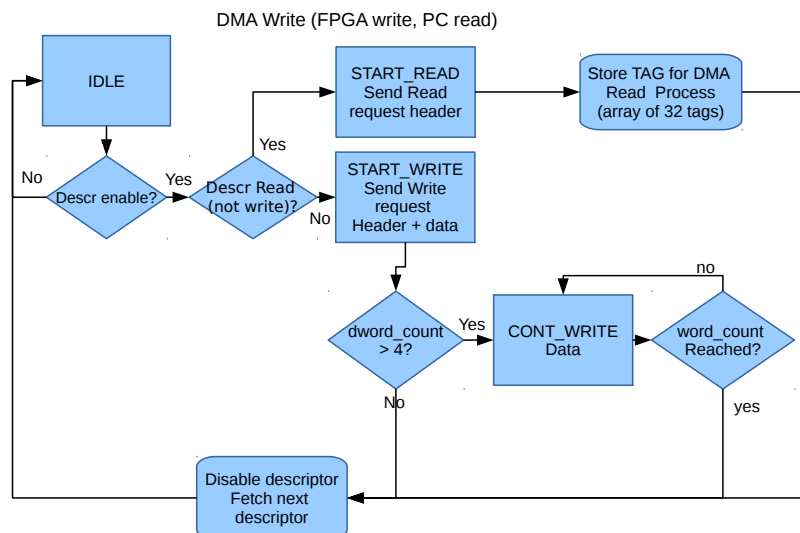 DMA Write (FPGA write, PC read)
IDLE
START_READ
Send Read
request header
Store TAG for DMA
Read  Process
(array of 32 tags)
Yes
No
Descr enable?
Yes
Descr Read
(not write)?
No
START_WRITE
Send Write
request
Header + data
no
dword_count
> 4?
Yes
CONT_WRITE
Data
word_count
Reached?
No
yes
Disable descriptor
Fetch next
descriptor